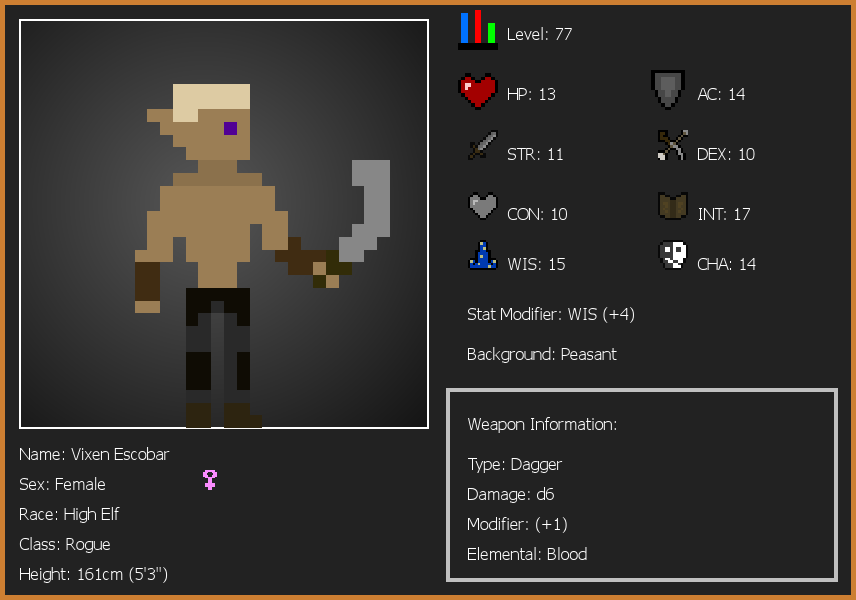 Level: 77
HP: 13
AC: 14
STR: 11
DEX: 10
CON: 10
INT: 17
WIS: 15
CHA: 14
Stat Modifier: WIS (+4)
Background: Peasant
Weapon Information:
Type: Dagger
Damage: d6
Modifier: (+1)
Elemental: Blood
Name: Vixen Escobar
Sex: Female
Race: High Elf
Class: Rogue
Height: 161cm (5'3")